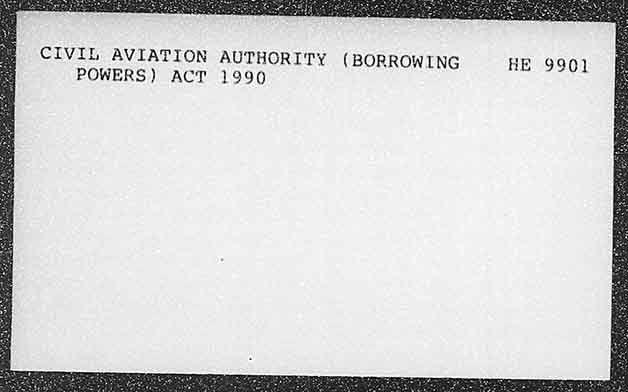 CIVIL AVIATION AUTHORITY (BORROWING HE 9901
POWERS) ACT 1990